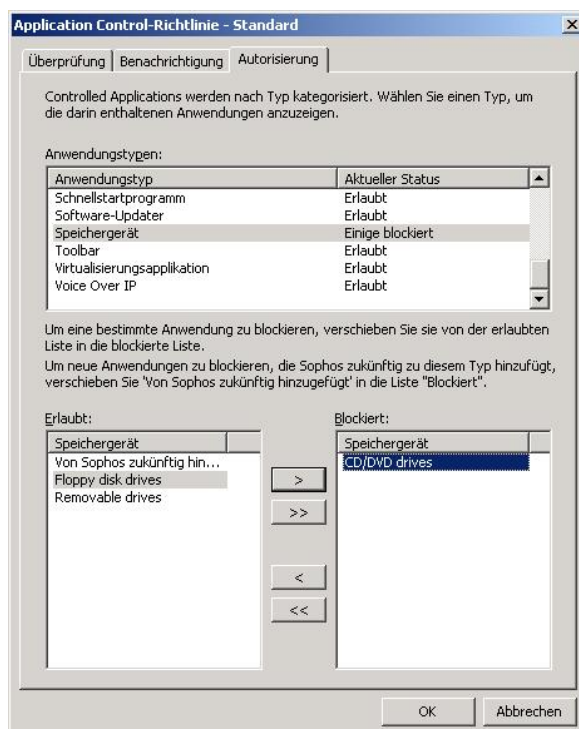 Application Control-Richtlinie - Standard
Überprüfung Benachrichtigung Autorisierung
Controlled Applications werden nach Typ kategorisiert. Wählen Sie einen Typ, um
die darin enthaltenen Anwendungen anzuzeigen.
Anwendungstypen:
Anwendungstyp Aktueller Status
Schnellstartprogramm Erlaubt
Software-Updater Erlaubt
Speichergerät Einige blockiert
Toolbar Erlaubt
Virtualisierungsapplikation Erlaubt
Voice Over IP Erlaubt
Um eine bestimmte Anwendung zu blockieren, verschieben Sie sie von der erlaubten
Liste in die blockierte Liste.
Um neue Anwendungen zu blockieren, die Sophos zukünftig zu diesem Typ hinzufügt,
verschieben Sie 'Von Sophos zukünftig hinzugefügt' in die Liste "Blockiert".
Erlaubt: Blockiert:
Speichergerät Speichergerät
Von Sophos zukünftig hin... CD/DVD drives
Floppy disk drives >
Removable drives
>>
<
<<
OK Abbrechen